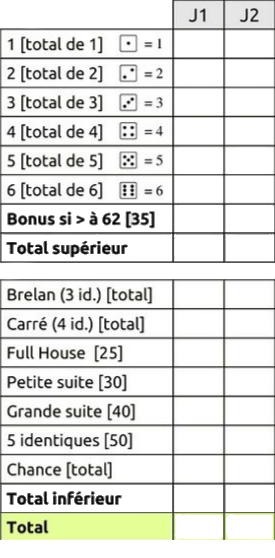 J1 J2
1 [total de 1] = 1
2 [total de 2] = 2
3 [total de 3] = 3
4 [total de 4] = 4
5 [total de 5] = 5
6 [total de 6] = 6
Bonus si > à 62 [35]
Total supérieur
Brelan (3 id.) [total]
Carré (4 id.) [total]
Full House [25]
Petite suite [30]
Grande suite [40]
5 identiques [50]
Chance [total]
Total inférieur
Total